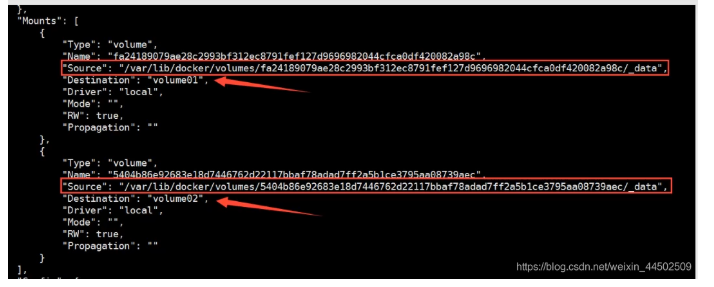 },
"Mounts": [
{
"Type": "volume",
"Name": "fa24189079ae28c2993bf312ec8791fef127d9696982044cfca0df420082a98c",
"Source": "/var/lib/docker/volumes/fa24189079ae28c2993bf312ec8791fef127d9696982044cfca0df420082a98c/_data",
"Destination": "volume01",
"Driver": "local",
"Mode": "",
"RW": true,
"Propagation": ""
},
{
"Type": "volume",
"Name": "5404b86e92683e18d7446762d22117bbaf78adad7ff2a5b1ce3795aa08739aec",
"Source": "/var/lib/docker/volumes/5404b86e92683e18d7446762d22117bbaf78adad7ff2a5b1ce3795aa08739aec/_data",
"Destination": "volume02",
"Driver": "local",
"Mode": "",
"RW": true,
"Propagation": ""
}
],
https://blog.csdn.net/weixin_44502509